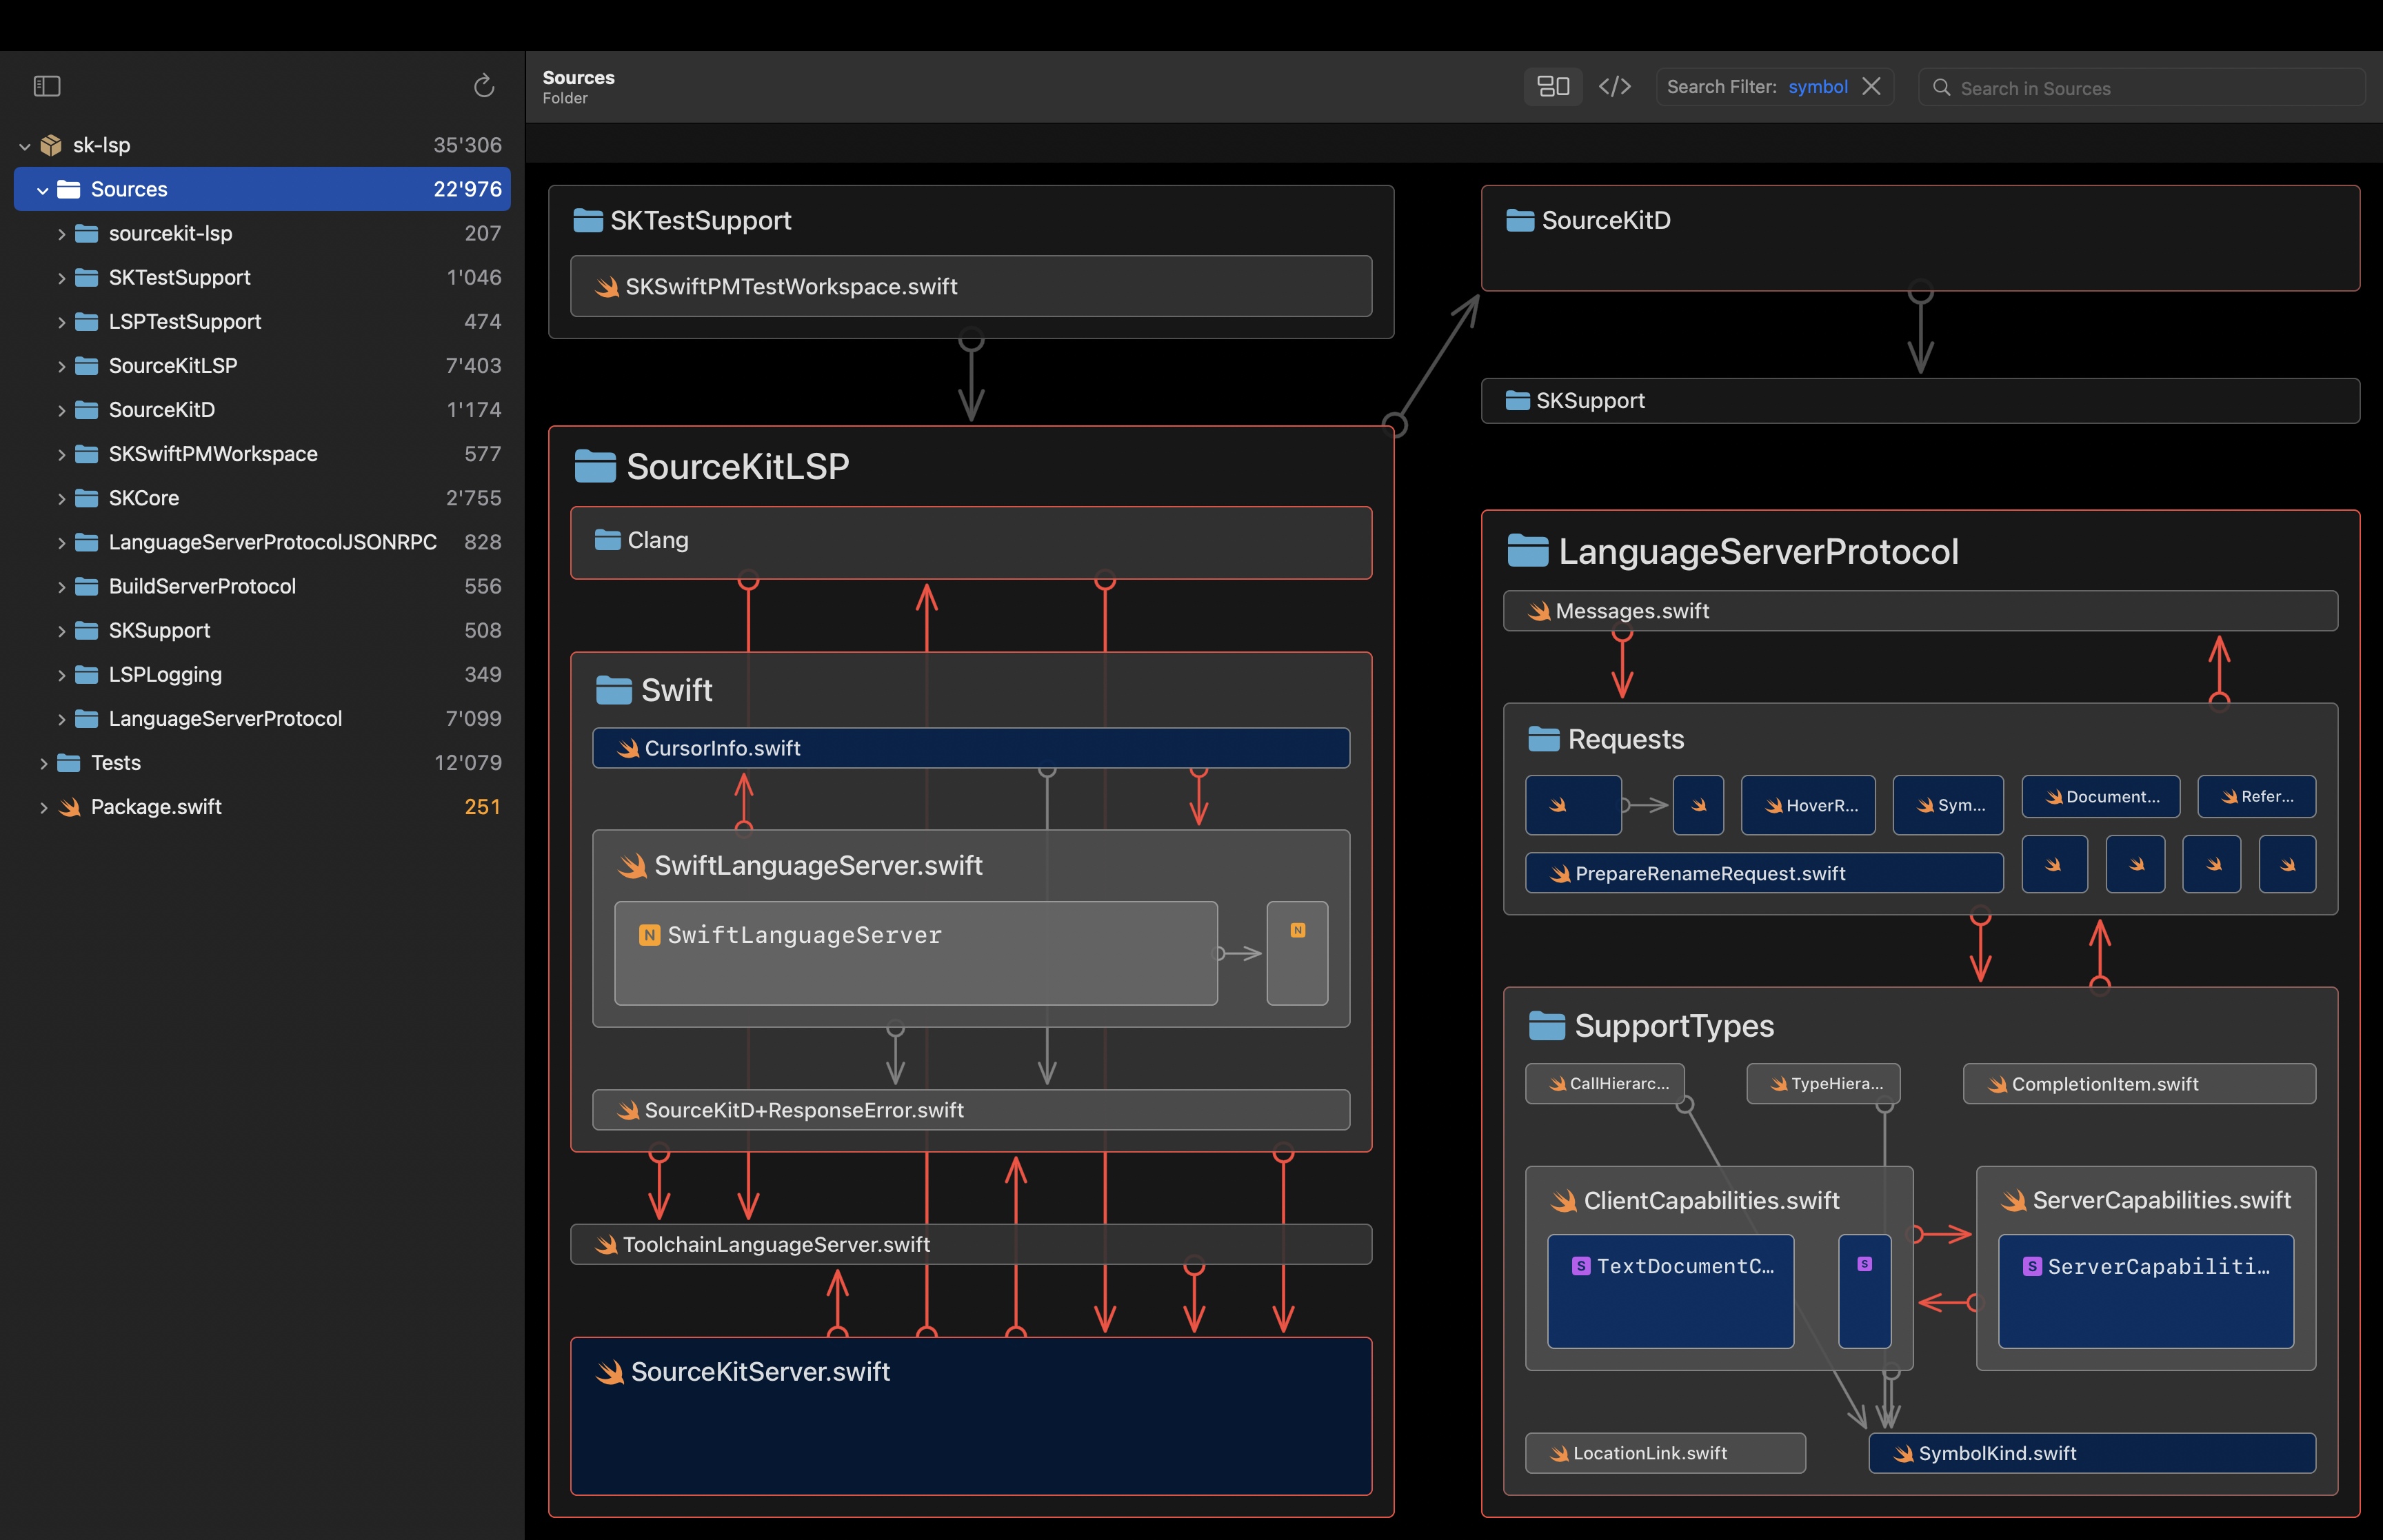 Sources
Folder
Search Filter: symbol
Search in Sources
sk-lsp 35'306
Sources 22'976
sourcekit-lsp 207
SKTestSupport 1'046
LSPTestSupport 474
SourceKitLSP 7'403
SourceKitD 1'174
SKSwiftPMWorkspace 577
SKCore 2'755
LanguageServerProtocolJSONRPC 828
BuildServerProtocol 556
SKSupport 508
LSPLogging 349
LanguageServerProtocol 7'099
Tests 12'079
Package.swift 251
SKTestSupport
SKSwiftPMTestWorkspace.swift
SourceKitLSP
Clang
Swift
CursorInfo.swift
SwiftLanguageServer.swift
N SwiftLanguageServer
N
SourceKitD+ResponseError.swift
ToolchainLanguageServer.swift
SourceKitServer.swift
SourceKitD
SKSupport
LanguageServerProtocol
Messages.swift
Requests
HoverR...
Sym...
Document...
Refer...
PrepareRenameRequest.swift
SupportTypes
CallHierarc...
TypeHiera...
CompletionItem.swift
ClientCapabilities.swift
S TextDocumentC...
S
ServerCapabilities.swift
S ServerCapabiliti...
LocationLink.swift
SymbolKind.swift